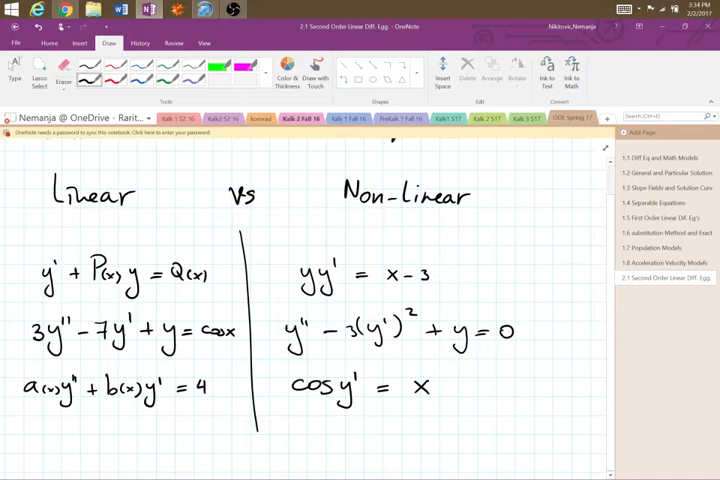 3:34 PM
2/2/2017
2.1 Second Order Linear Diff. Egg. - OneNote
Nikitovic,Nemanja
File Home Insert Draw History Review View
Type
Lasso Select
Eraser
Color & Thickness
Draw with Touch
Insert Space
Delete
Arrange
Rotate
Ink to Text
Ink to Math
Tools
Shapes
Edit
Convert
Nemanja @ OneDrive - Rarit...
Kalk 1 S2 16
Kalk2 S2 16
komrad
Kalk 2 Fall 16
Kalk 1 Fall 16
PreKalk 1 Fall 16
Kalk1 S17
Kalk 2 S17
Kalk 3 S17
ODE Spring 17
Search (Ctrl+E)
OneNote needs a password to sync this notebook. Click here to enter your password.
Add Page
1.1 Diff Eq and Math Models
1.2 General and Particular Solution
1.3 Slope Fields and Solution Curv
1.4 Separable Equations
1.5 First Order Linear Diff. Eg's
1.6 substitution Method and Exact
1.7 Population Models
1.8 Acceleration Velocity Models
2.1 Second Order Linear Diff. Egg.
Linear vs Non-Linear
y' + P(x) y = Q(x)
yy' = x - 3
3y" - 7y' + y = cosx
y" - 3(y')² + y = 0
a(x)y" + b(x)y' = 4
cos y' = x